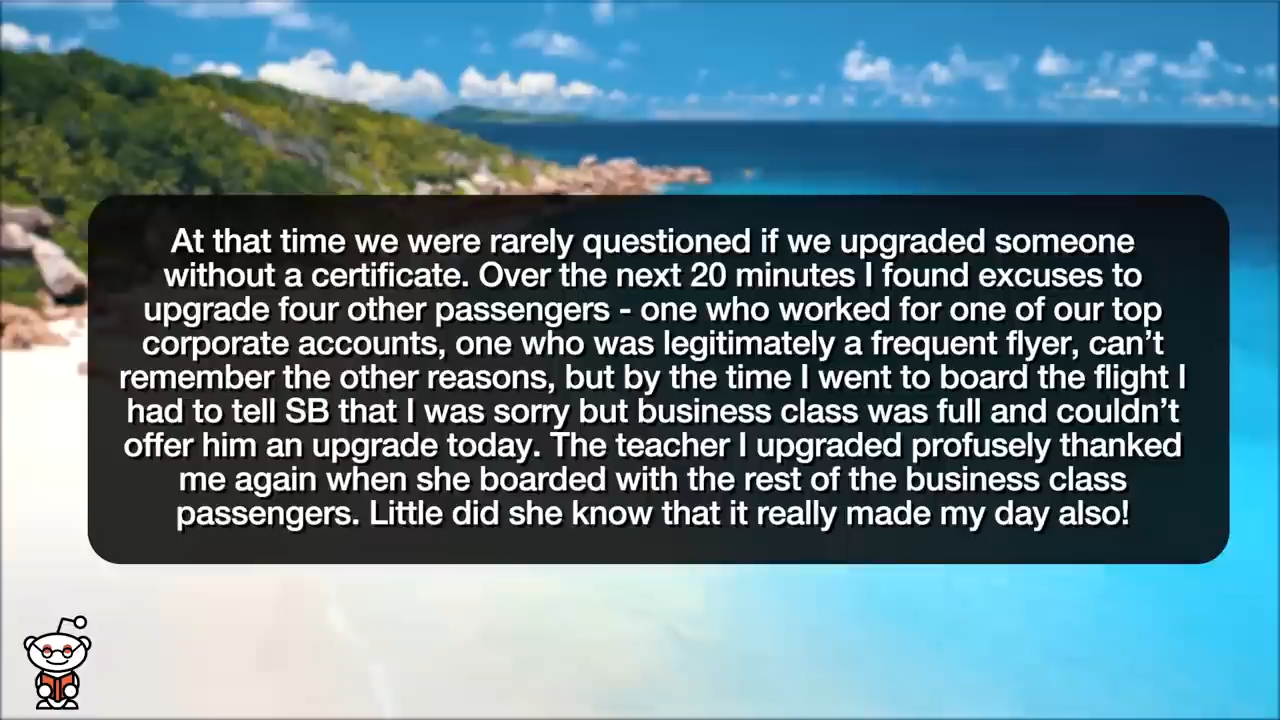 At that time we were rarely questioned if we upgraded someone
without a certificate. Over the next 20 minutes I found excuses to
upgrade four other passengers - one who worked for one of our top
corporate accounts, one who was legitimately a frequent flyer, can’t
remember the other reasons, but by the time I went to board the flight I
had to tell SB that I was sorry but business class was full and couldn’t
offer him an upgrade today. The teacher I upgraded profusely thanked
me again when she boarded with the rest of the business class
passengers. Little did she know that it really made my day also!